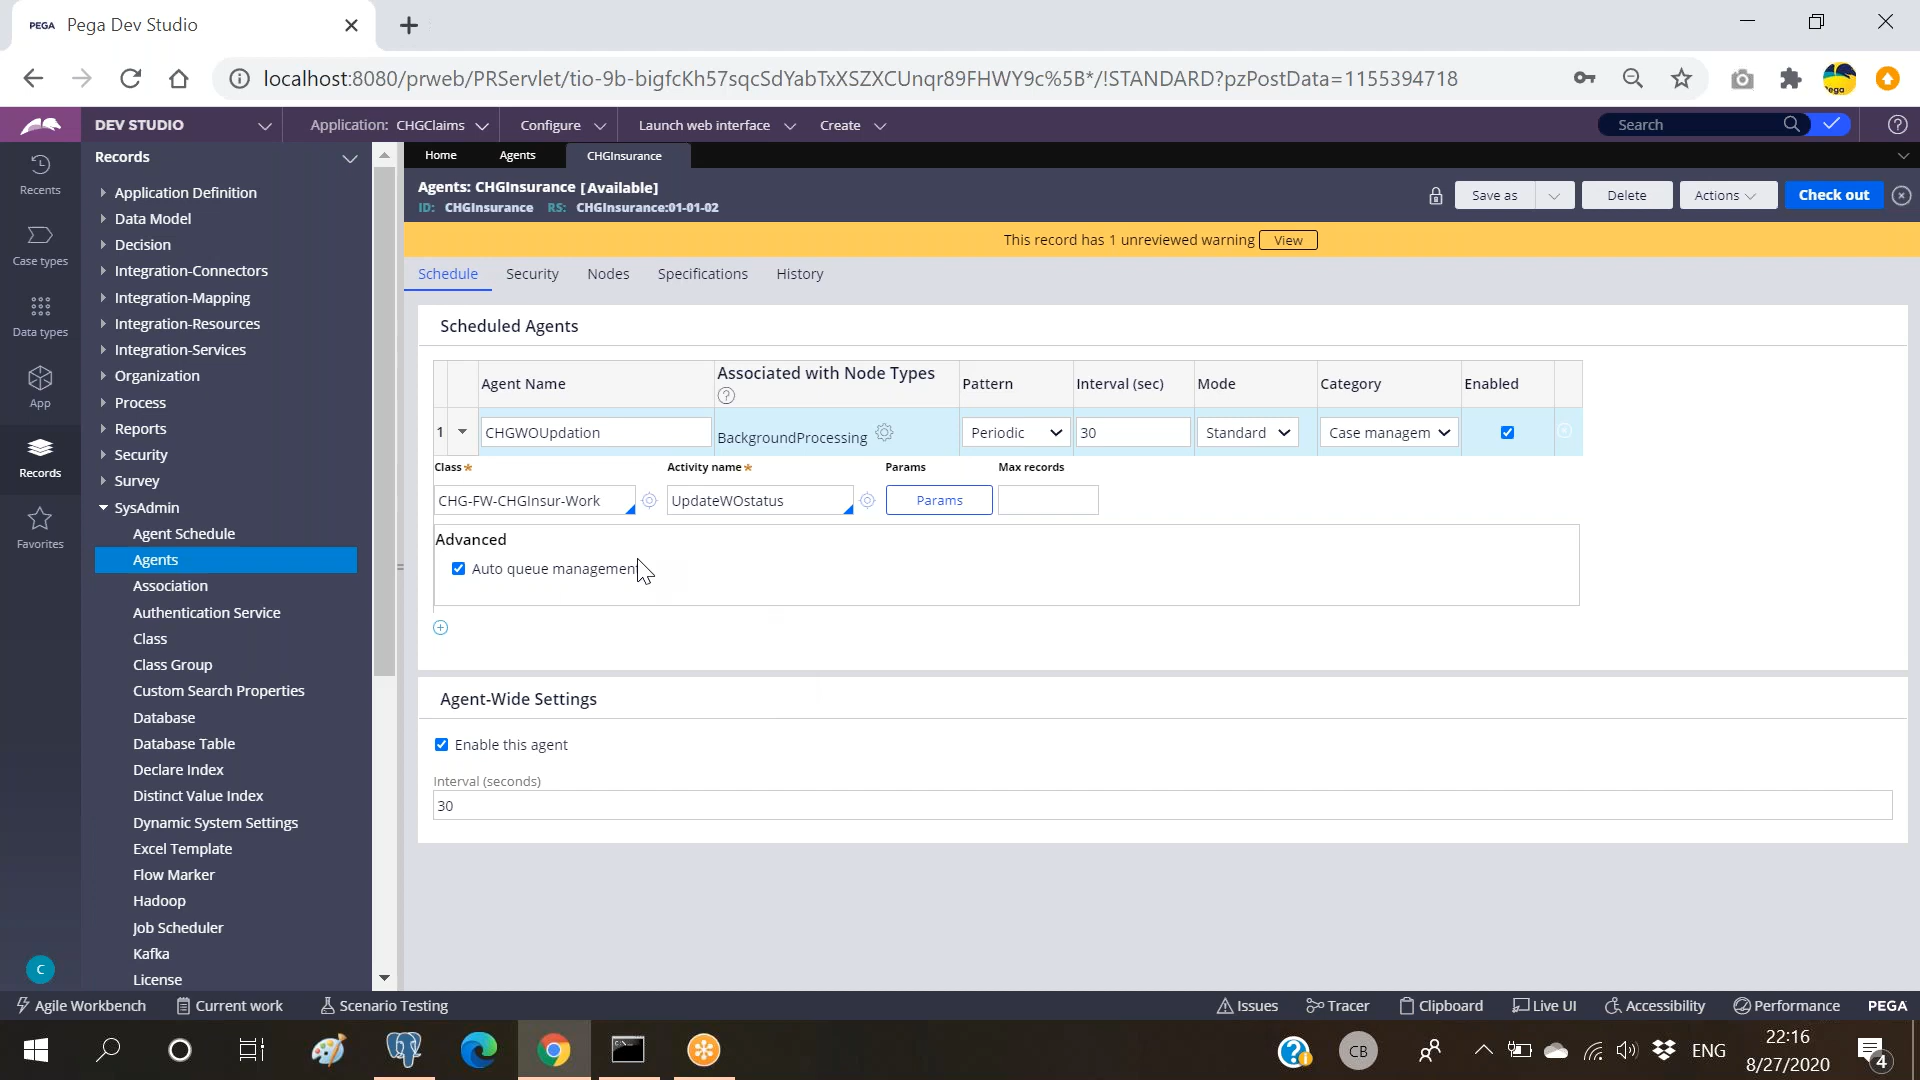 PEGA Pega Dev Studio
localhost:8080/prweb/PRServlet/tio-9b-bigfcKh57sqcSdYabTxXSZXCUnqr89FHWY9c%5B*/!STANDARD?pzPostData=1155394718
DEV STUDIO
Application: CHGClaims
Configure
Launch web interface
Create
Search
Recents
Case types
Data types
App
Records
Favorites
C
Records
Application Definition
Data Model
Decision
Integration-Connectors
Integration-Mapping
Integration-Resources
Integration-Services
Organization
Process
Reports
Security
Survey
SysAdmin
Agent Schedule
Agents
Association
Authentication Service
Class
Class Group
Custom Search Properties
Database
Database Table
Declare Index
Distinct Value Index
Dynamic System Settings
Excel Template
Flow Marker
Hadoop
Job Scheduler
Kafka
License
Home Agents CHGInsurance
Agents: CHGInsurance [Available]
ID: CHGInsurance RS: CHGInsurance:01-01-02
Save as Delete Actions Check out
This record has 1 unreviewed warning View
Schedule Security Nodes Specifications History
Scheduled Agents
Agent Name Associated with Node Types Pattern Interval (sec) Mode Category Enabled
1 CHGWOUpdation BackgroundProcessing Periodic 30 Standard Case managem
Class* Activity name* Params Max records
CHG-FW-CHGInsur-Work UpdateWOstatus Params
Advanced
Auto queue management
Agent-Wide Settings
Enable this agent
Interval (seconds)
30
Agile Workbench Current work Scenario Testing Issues Tracer Clipboard Live UI Accessibility Performance PEGA
CB
ENG
22:16
8/27/2020
4